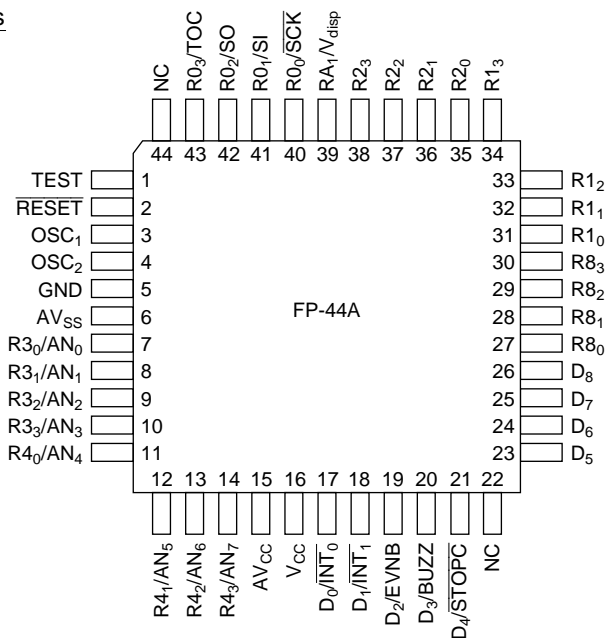 s
NC
R0₃/TOC
R0₂/SO
R0₁/SI
R0₀/S̅C̅K̅
RA₁/V_disp
R2₃
R2₂
R2₁
R2₀
R1₃
44 43 42 41 40 39 38 37 36 35 34
TEST 1
R̅E̅S̅E̅T̅ 2
OSC₁ 3
OSC₂ 4
GND 5
AV_SS 6
R3₀/AN₀ 7
R3₁/AN₁ 8
R3₂/AN₂ 9
R3₃/AN₃ 10
R4₀/AN₄ 11
FP-44A
33 R1₂
32 R1₁
31 R1₀
30 R8₃
29 R8₂
28 R8₁
27 R8₀
26 D₈
25 D₇
24 D₆
23 D₅
12 13 14 15 16 17 18 19 20 21 22
R4₁/AN₅
R4₂/AN₆
R4₃/AN₇
AV_CC
V_CC
D₀/I̅N̅T̅₀
D₁/I̅N̅T̅₁
D₂/EVNB
D₃/BUZZ
D₄/S̅T̅O̅P̅C̅
NC